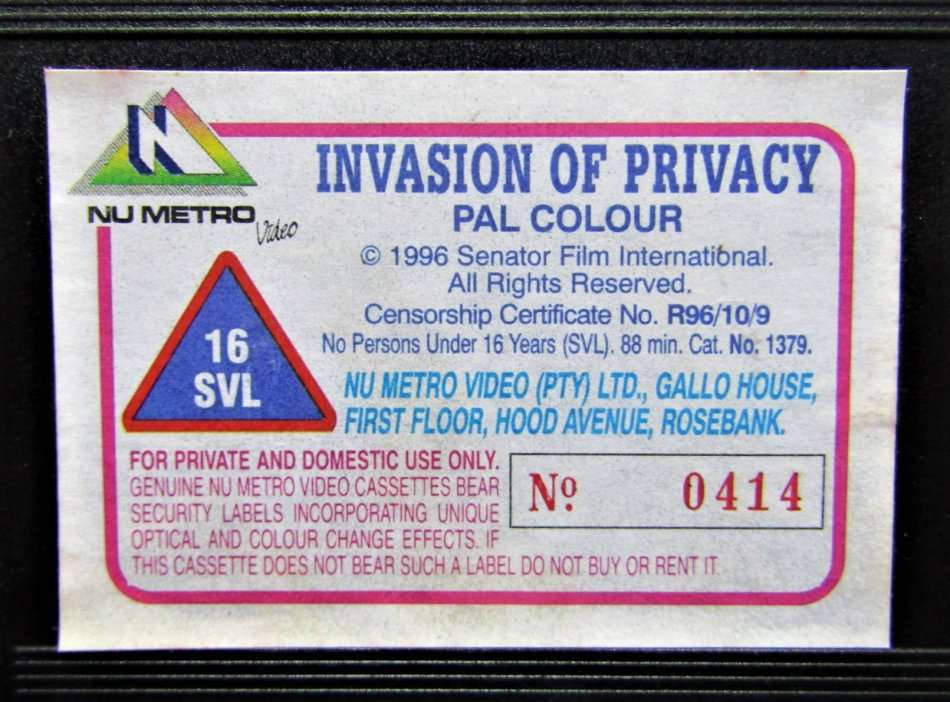 N
NU METRO
Video
INVASION OF PRIVACY
PAL COLOUR
© 1996 Senator Film International.
All Rights Reserved.
Censorship Certificate No. R96/10/9
No Persons Under 16 Years (SVL). 88 min. Cat. No. 1379.
16
SVL
NU METRO VIDEO (PTY) LTD., GALLO HOUSE,
FIRST FLOOR, HOOD AVENUE, ROSEBANK.
FOR PRIVATE AND DOMESTIC USE ONLY.
GENUINE NU METRO VIDEO CASSETTES BEAR
SECURITY LABELS INCORPORATING UNIQUE
OPTICAL AND COLOUR CHANGE EFFECTS. IF
THIS CASSETTE DOES NOT BEAR SUCH A LABEL DO NOT BUY OR RENT IT.
Nº. 0414